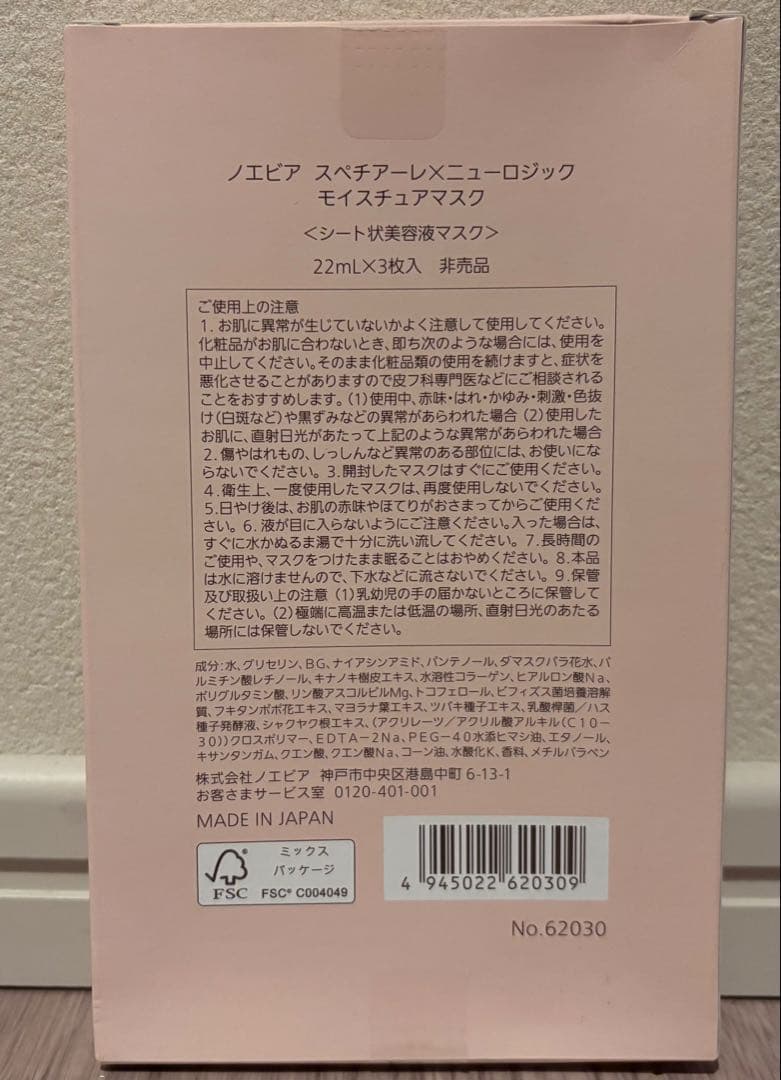 ノエビア スペチアーレ×ニューロジック
モイスチュアマスク
＜シート状美容液マスク＞
22mL×3枚入 非売品
ご使用上の注意
1. お肌に異常が生じていないかよく注意して使用してください。
化粧品がお肌に合わないとき、即ち次のような場合には、使用を
中止してください。そのまま化粧品類の使用を続けますと、症状を
悪化させることがありますので皮フ科専門医などにご相談される
ことをおすすめします。(1)使用中、赤味・はれ・かゆみ・刺激・色抜
け(白斑など)や黒ずみなどの異常があらわれた場合 (2)使用した
お肌に、直射日光があたって上記のような異常があらわれた場合
2. 傷やはれもの、しっしんなど異常のある部位には、お使いにな
らないでください。 3. 開封したマスクはすぐにご使用ください。
4. 衛生上、一度使用したマスクは、再度使用しないでください。
5. 日やけ後は、お肌の赤味やほてりがおさまってからご使用くだ
さい。 6. 液が目に入らないようにご注意ください。入った場合は、
すぐに水かぬるま湯で十分に洗い流してください。 7. 長時間の
ご使用や、マスクをつけたまま眠ることはおやめください。 8. 本品
は水に溶けませんので、下水などに流さないでください。 9. 保管
及び取扱い上の注意 (1)乳幼児の手の届かないところに保管して
ください。 (2)極端に高温または低温の場所、直射日光のあたる
場所には保管しないでください。
成分：水、グリセリン、BG、ナイアシンアミド、パンテノール、ダマスクバラ花水、パ
ルミチン酸レチノール、キナノキ樹皮エキス、水溶性コラーゲン、ヒアルロン酸Na、
ポリグルタミン酸、リン酸アスコルビルMg、トコフェロール、ビフィズス菌培養溶解
質、フキタンポポ花エキス、マヨラナ葉エキス、ツバキ種子エキス、乳酸桿菌／ハス
種子発酵液、シャクヤク根エキス、(アクリレーツ／アクリル酸アルキル(C10－
30))クロスポリマー、EDTA－2Na、PEG－40水添ヒマシ油、エタノール、
キサンタンガム、クエン酸、クエン酸Na、コーン油、水酸化K、香料、メチルパラベン
株式会社ノエビア 神戸市中央区港島中町 6-13-1
お客さまサービス室 0120-401-001
MADE IN JAPAN
ミックス
パッケージ
FSC
FSC® C004049
4 945022 620309
No.62030